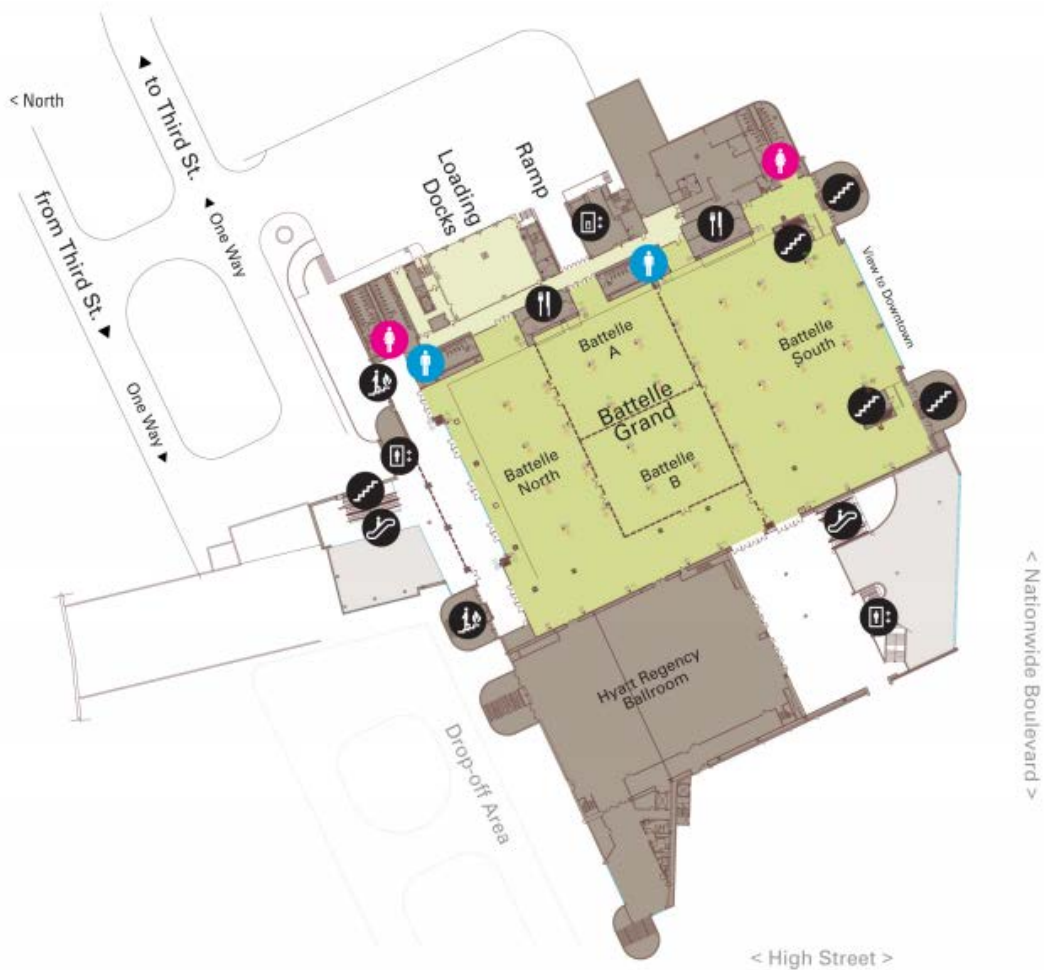 < North
to Third St.
One Way
from Third St.
One Way
Loading
Docks
Ramp
View to Downtown
Battelle
A
Battelle
South
Battelle
Grand
Battelle
North
Battelle
B
Hyatt Regency
Ballroom
Drop-off Area
< Nationwide Boulevard >
< High Street >